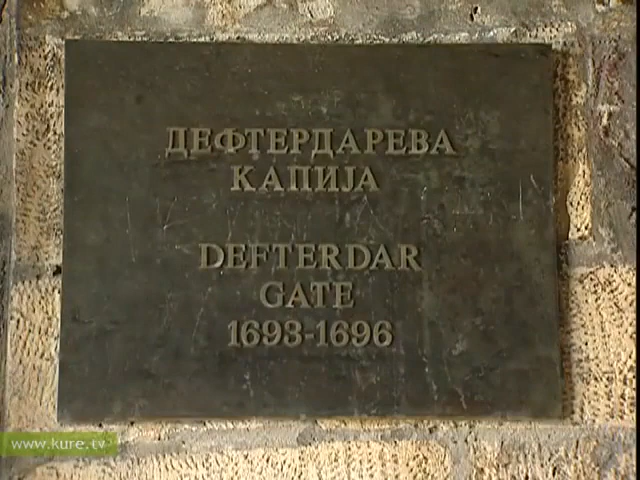 ДЕФТЕРДАРЕВА
КАПИЈА
DEFTERDAR
GATE
1693-1696
www.kure.tv